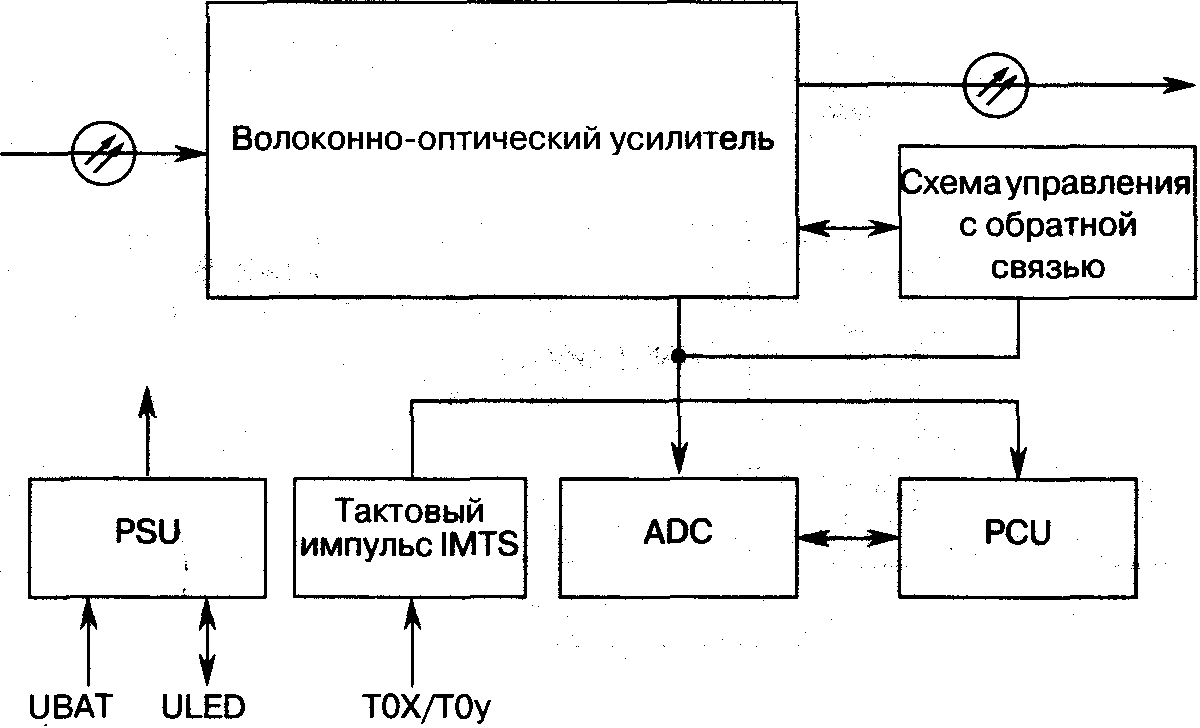 Волоконно-оптический усилитель
Схема управления
с обратной
связью
PSU
Тактовый
импульс IMTS
ADC
PCU
UBAT
ULED
T0X/T0y